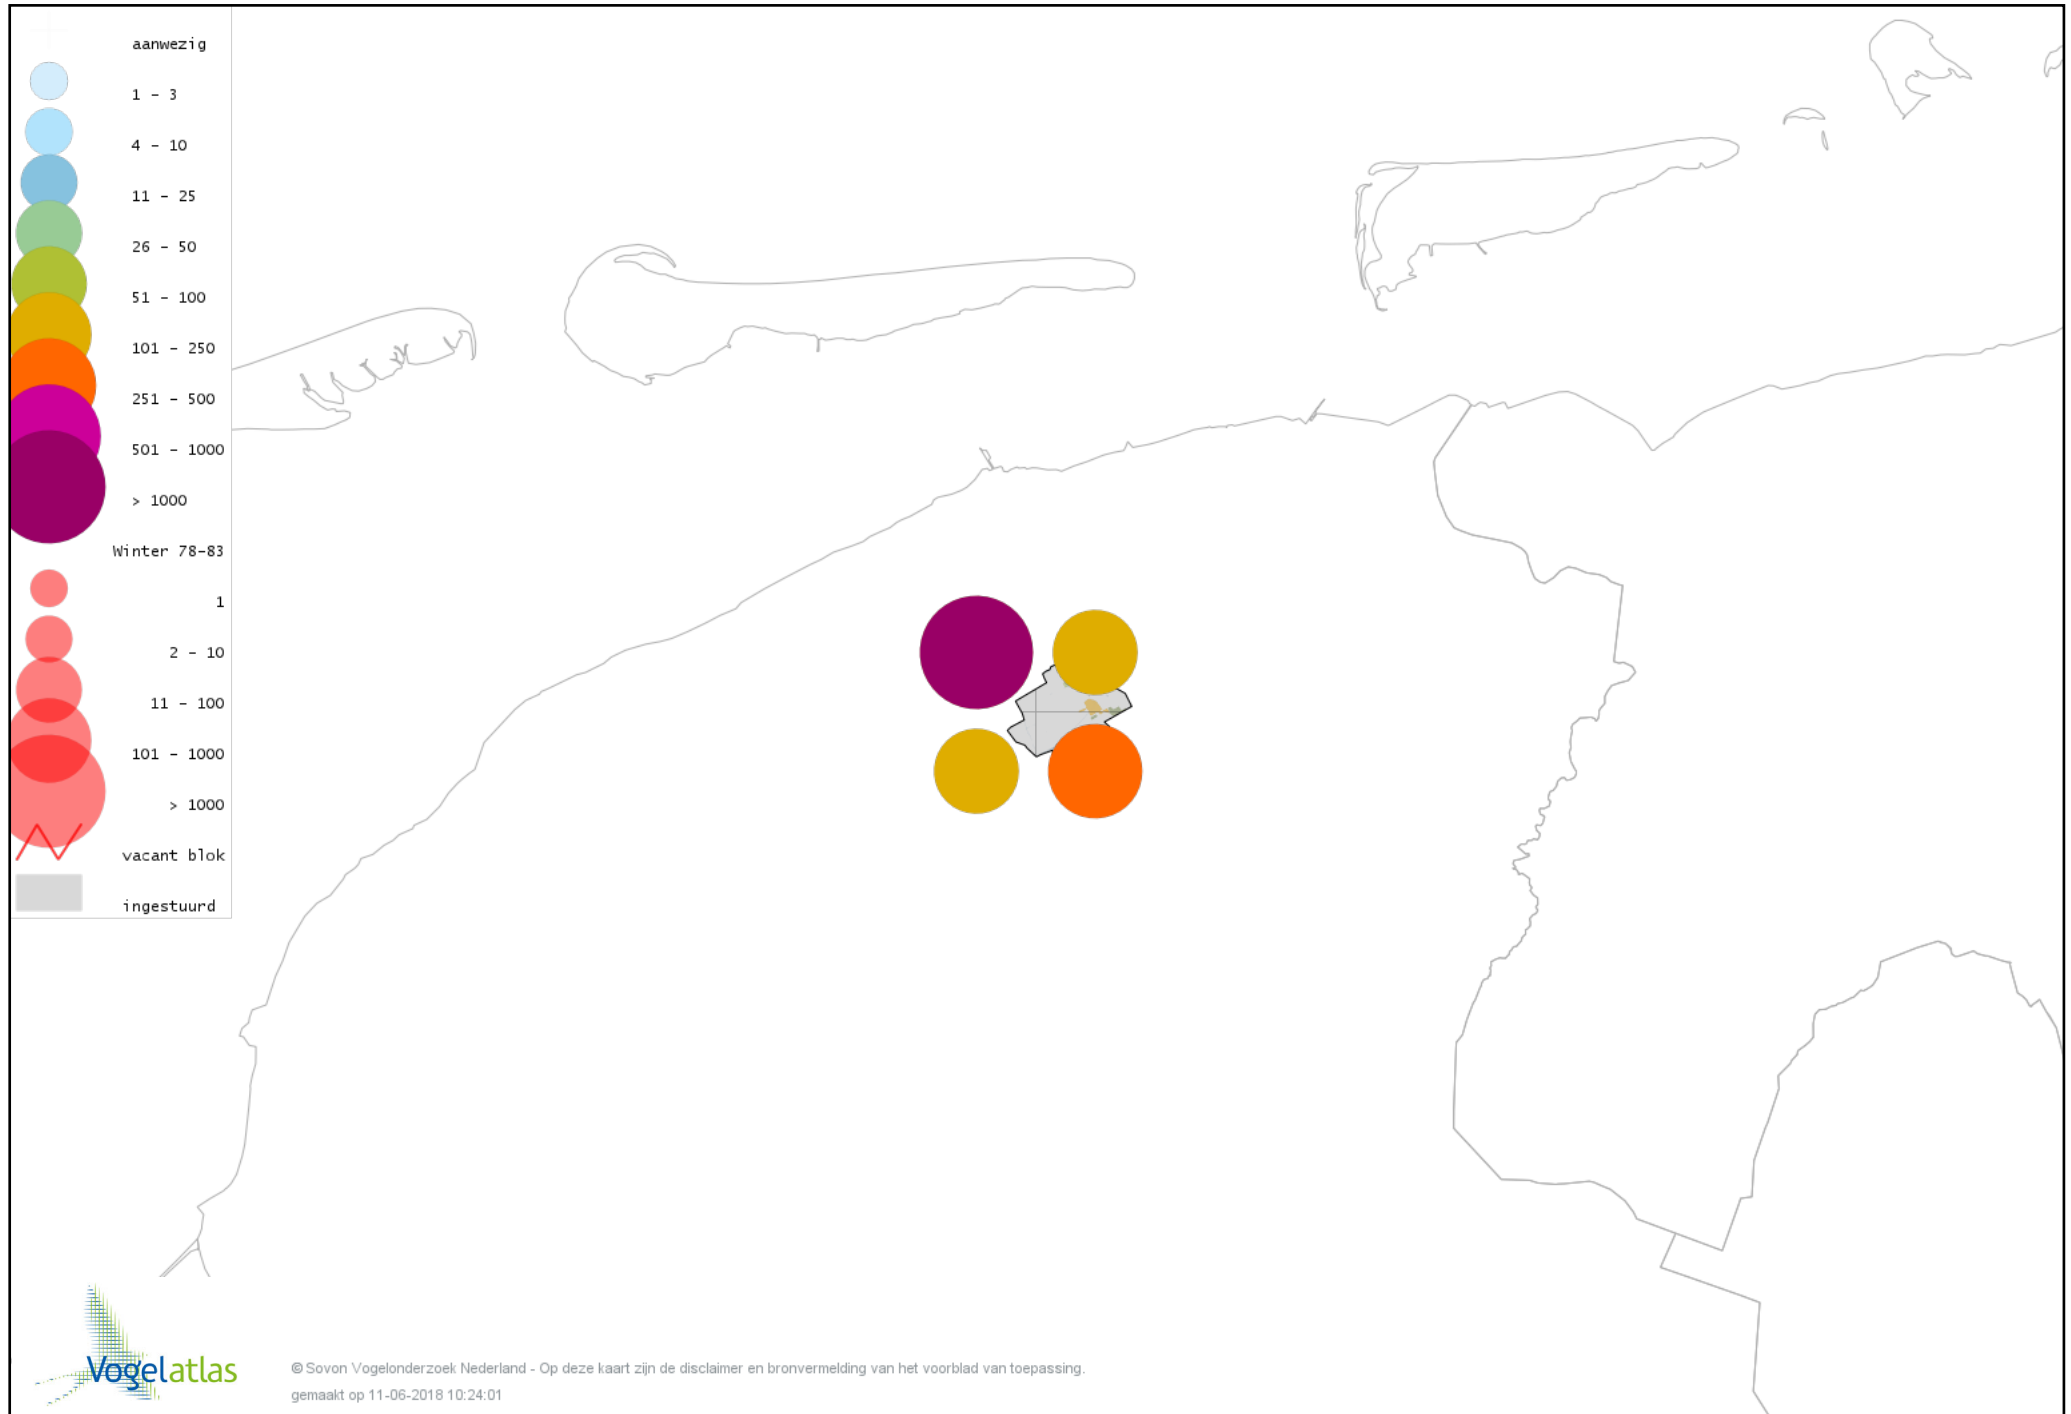 aanwezig
1 - 3
4 - 10
11 - 25
26 - 50
51 - 100
101 - 250
251 - 500
501 - 1000
> 1000
Winter 78-83
1
2 - 10
11 - 100
101 - 1000
> 1000
vacant blok
ingestuurd
Vogelatlas
© Sovon Vogelonderzoek Nederland - Op deze kaart zijn de disclaimer en bronvermelding van het voorblad van toepassing.
gemaakt op 11-06-2018 10:24:01